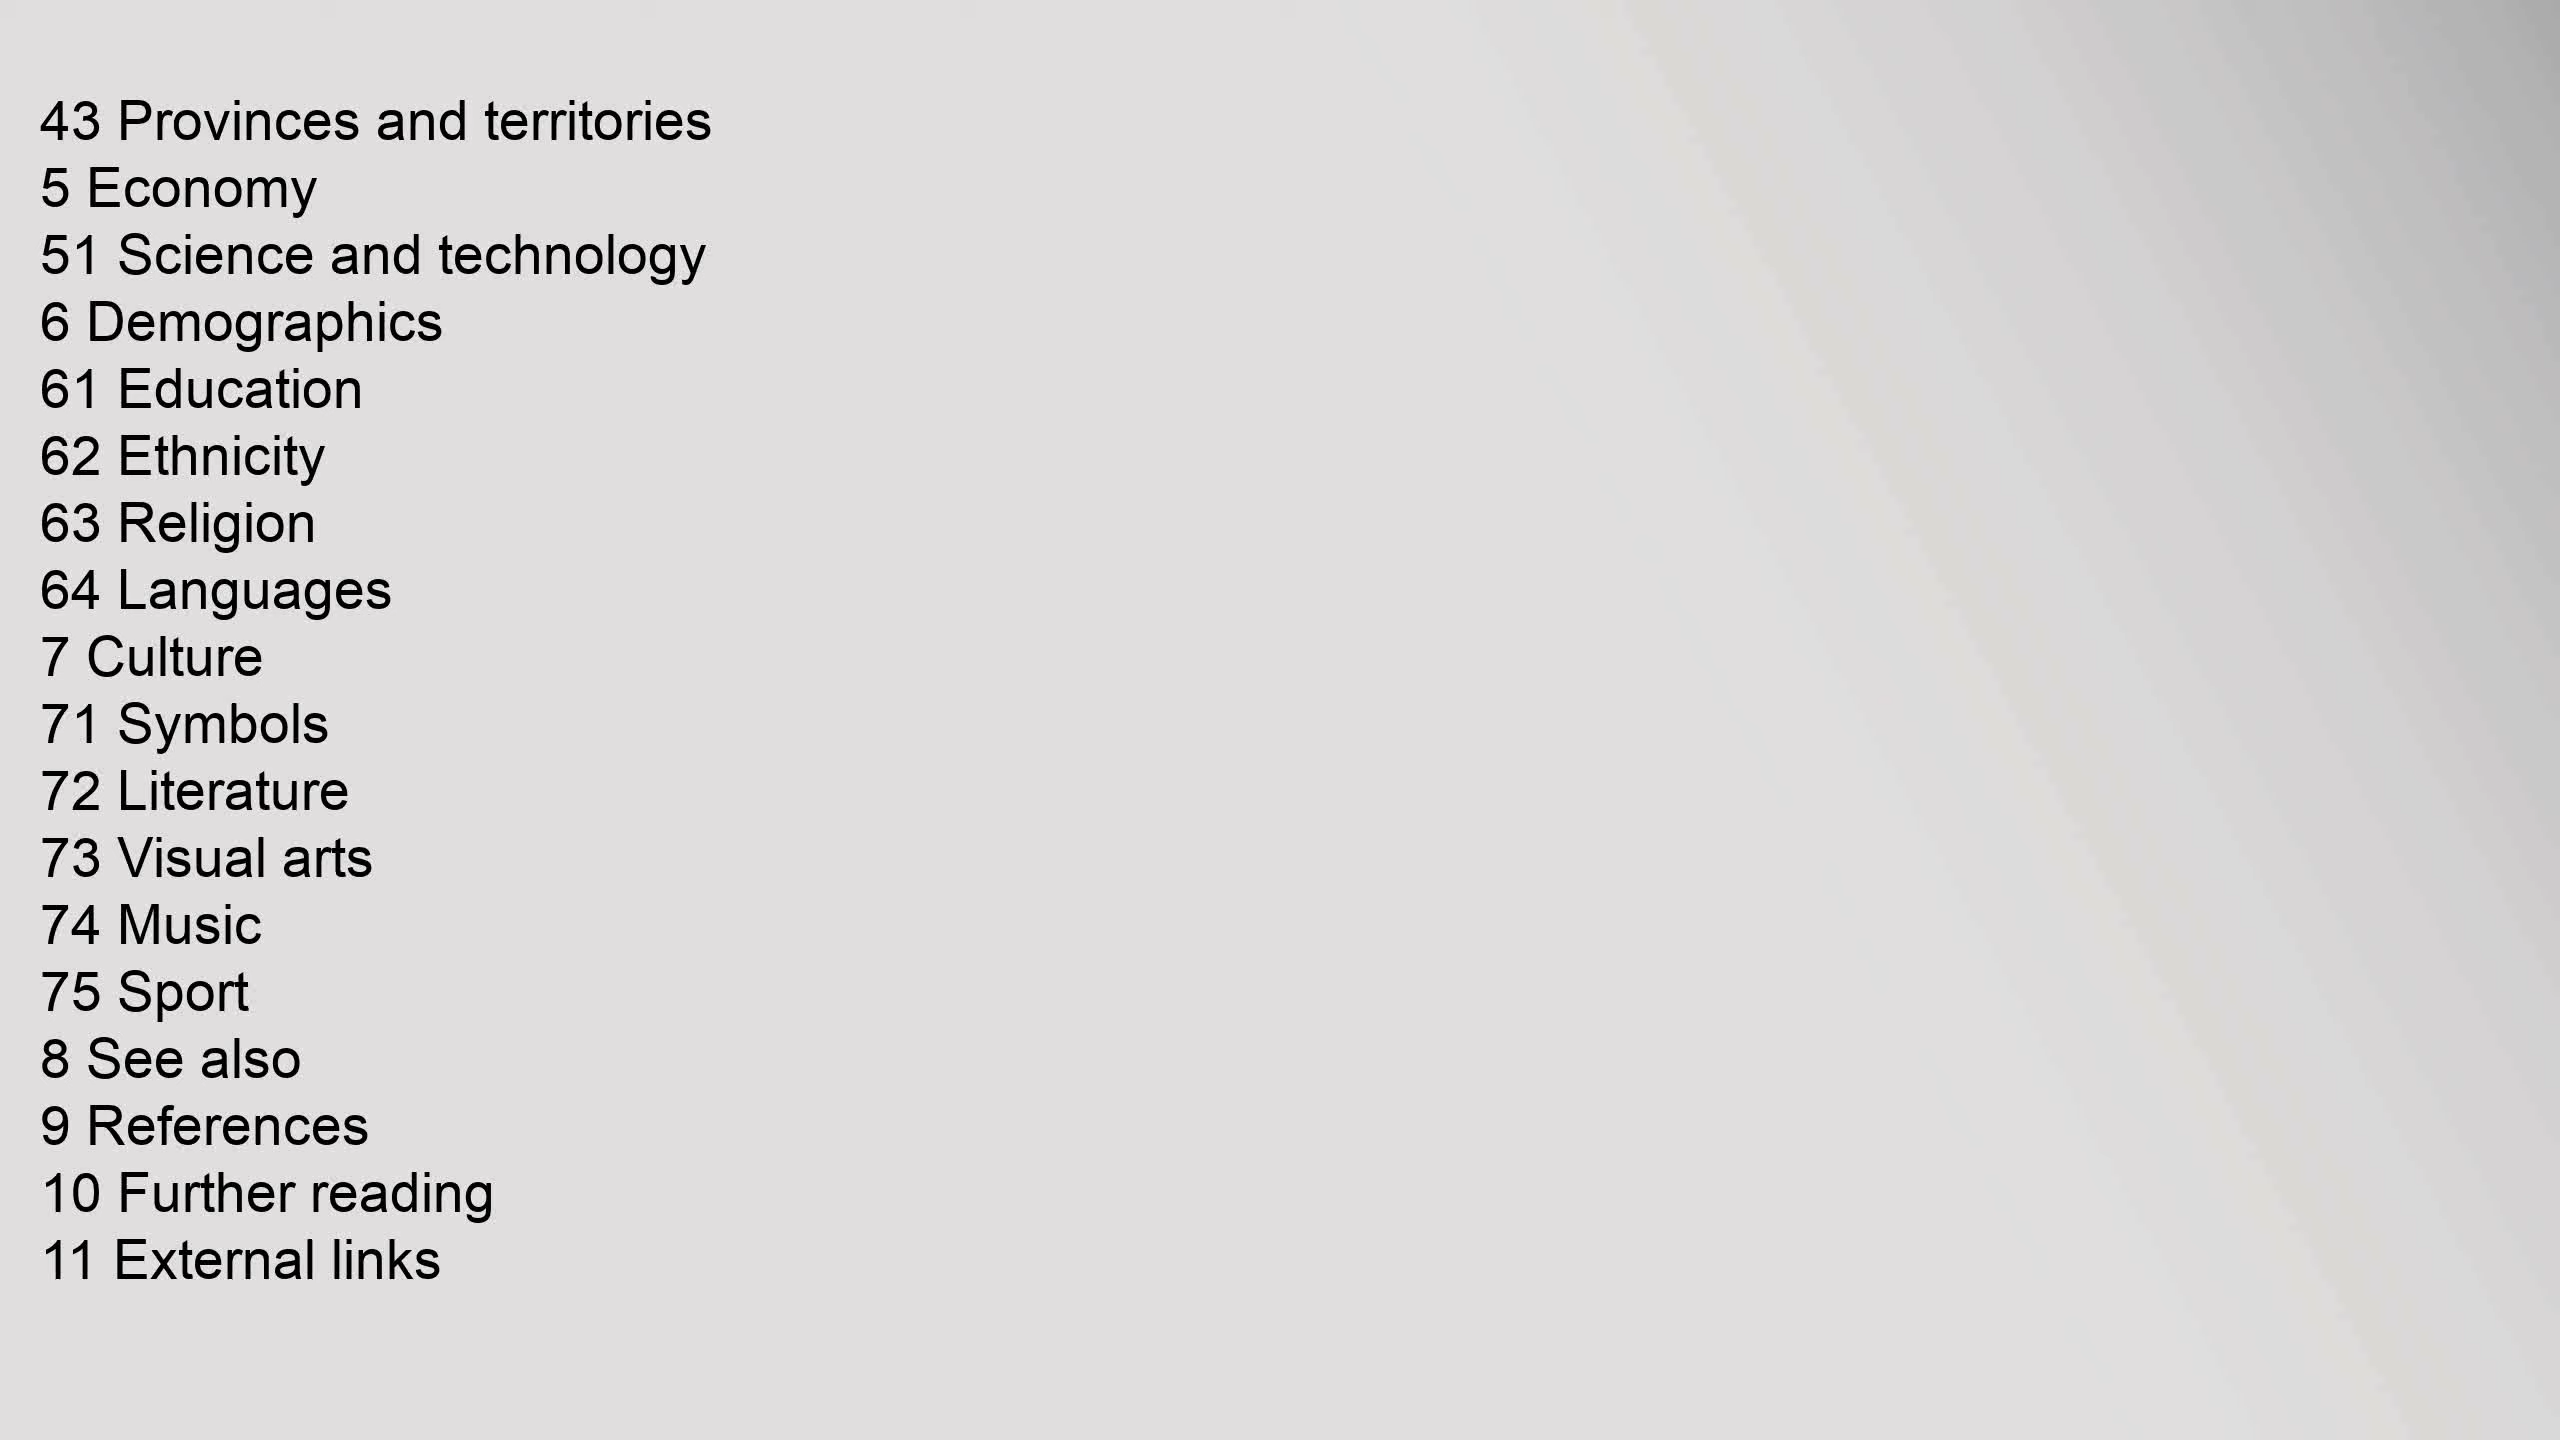 43 Provinces and territories
5 Economy
51 Science and technology
6 Demographics
61 Education
62 Ethnicity
63 Religion
64 Languages
7 Culture
71 Symbols
72 Literature
73 Visual arts
74 Music
75 Sport
8 See also
9 References
10 Further reading
11 External links